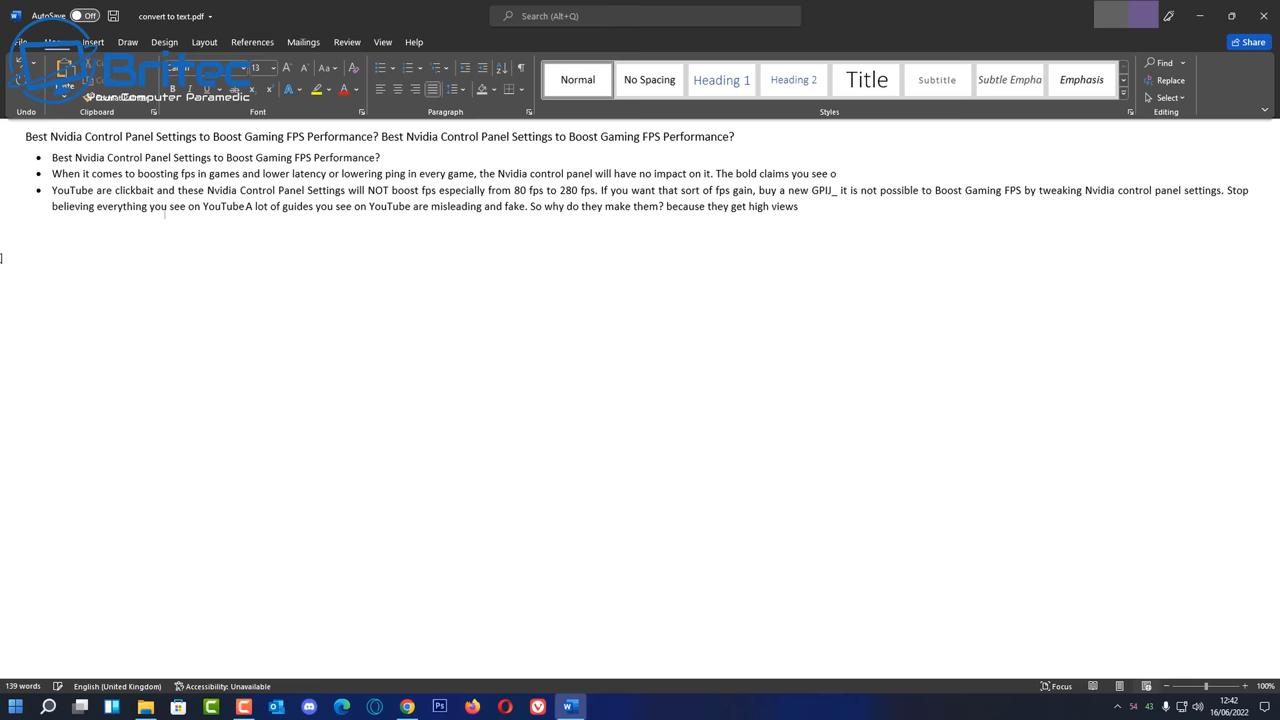 AutoSave Off convert to text.pdf Search (Alt+Q)
Draw Design Layout References Mailings Review View Help Share
Britec
Your Computer Paramedic
13 Aa Normal No Spacing Heading 1 Heading 2 Title Subtitle Subtle Empha Emphasis Find
Replace
Select
Undo Clipboard Font Paragraph Styles Editing
Best Nvidia Control Panel Settings to Boost Gaming FPS Performance? Best Nvidia Control Panel Settings to Boost Gaming FPS Performance?
• Best Nvidia Control Panel Settings to Boost Gaming FPS Performance?
• When it comes to boosting fps in games and lower latency or lowering ping in every game, the Nvidia control panel will have no impact on it. The bold claims you see o
• YouTube are clickbait and these Nvidia Control Panel Settings will NOT boost fps especially from 80 fps to 280 fps. If you want that sort of fps gain, buy a new GPIJ_ it is not possible to Boost Gaming FPS by tweaking Nvidia control panel settings. Stop
believing everything you see on YouTubeA lot of guides you see on YouTube are misleading and fake. So why do they make them? because they get high views
139 words English (United Kingdom) Accessibility: Unavailable Focus 100%
54 43 12:42
16/06/2022